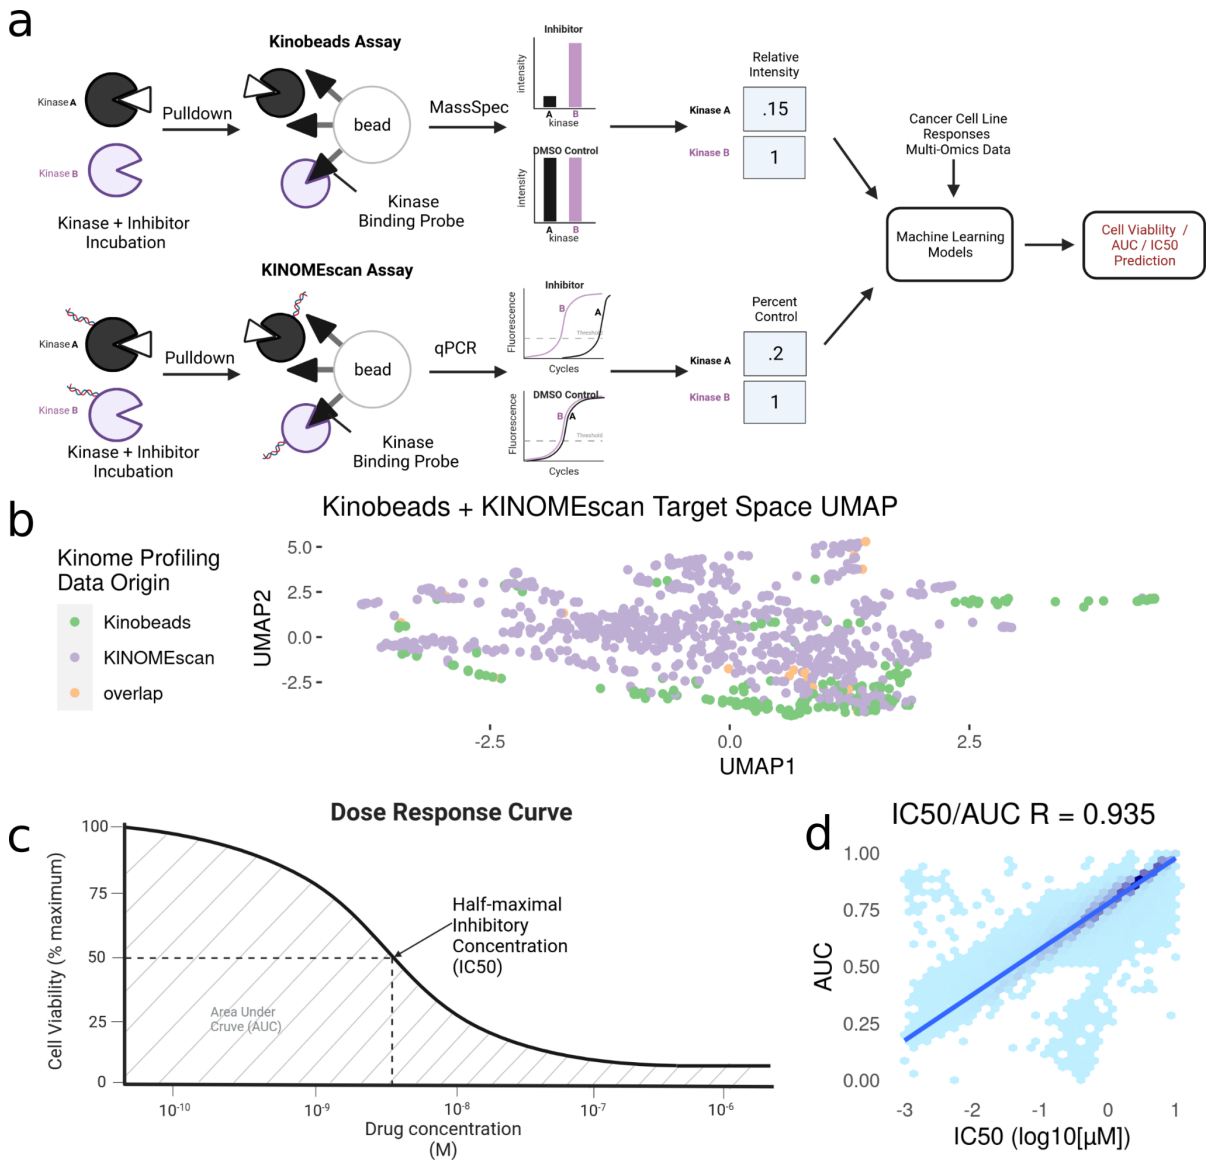 a
Kinobeads Assay
Kinase A
Kinase B
Kinase + Inhibitor
Incubation
Pulldown
bead
Kinase
Binding Probe
MassSpec
Inhibitor
intensity
A B
kinase
DMSO Control
intensity
A B
kinase
Relative
Intensity
Kinase A
.15
Kinase B
1
Cancer Cell Line
Responses
Multi-Omics Data
Machine Learning
Models
Cell Viablilty /
AUC / IC50
Prediction
KINOMEscan Assay
Kinase A
Kinase B
Kinase + Inhibitor
Incubation
Pulldown
bead
Kinase
Binding Probe
qPCR
Inhibitor
Fluorescence
B
A
Threshold
Cycles
DMSO Control
Fluorescence
B A
Threshold
Cycles
Percent
Control
Kinase A
.2
Kinase B
1
b
Kinobeads + KINOMEscan Target Space UMAP
Kinome Profiling
Data Origin
Kinobeads
KINOMEscan
overlap
UMAP2
5.0
2.5
0.0
-2.5
-2.5
0.0
2.5
UMAP1
c
Dose Response Curve
Cell Viability (% maximum)
100
75
50
25
0
Half-maximal
Inhibitory
Concentration
(IC50)
Area Under
Cruve (AUC)
10-10
10-9
10-8
10-7
10-6
Drug concentration
(M)
d
IC50/AUC R = 0.935
AUC
1.00
0.75
0.50
0.25
0.00
-3
-2
-1
0
1
IC50 (log10[μM])